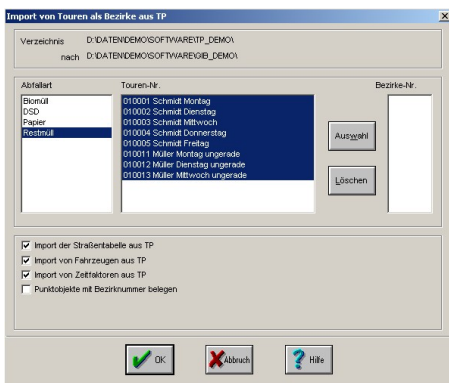 Import von Touren als Bezirke aus TP
Verzeichnis D:\DATEN\DEMO\SOFTWARE\TP_DEMO\
nach D:\DATEN\DEMO\SOFTWARE\GIB_DEMO\
Abfallart Touren-Nr. Bezirke-Nr.
Biomüll
DSD
Papier
Restmüll
010001 Schmidt Montag
010002 Schmidt Dienstag
010003 Schmidt Mittwoch
010004 Schmidt Donnerstag
010005 Schmidt Freitag
010011 Müller Montag ungerade
010012 Müller Dienstag ungerade
010013 Müller Mittwoch ungerade
Auswahl
Löschen
Import der Straßentabelle aus TP
Import von Fahrzeugen aus TP
Import von Zeitfaktoren aus TP
Punktobjekte mit Bezirknummer belegen
OK Abbruch Hilfe